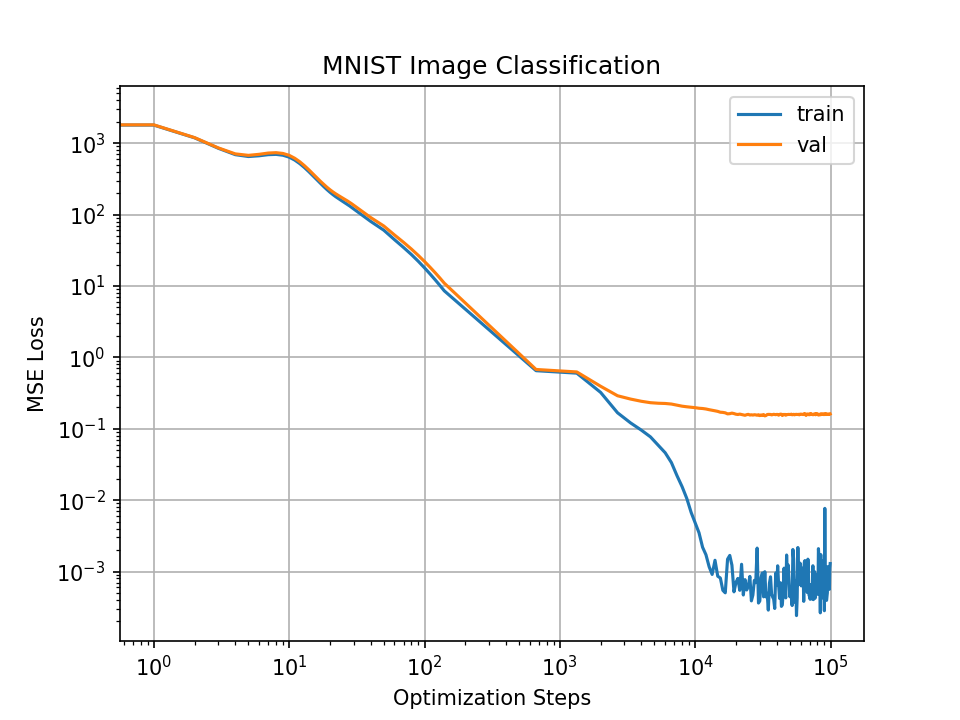 MNIST Image Classification
train
val
MSE Loss
10³
10²
10¹
10⁰
10⁻¹
10⁻²
10⁻³
10⁰ 10¹ 10² 10³ 10⁴ 10⁵
Optimization Steps